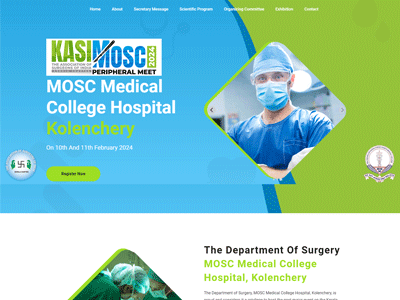 Home About Secretary Message Scientific Program Organizing Committee Exhibition Contact
KASI MOSC 2024
THE ASSOCIATION OF
SURGEONS OF INDIA
PERIPHERAL MEET
MOSC Medical
College Hospital
Kolenchery
On 10th And 11th February 2024
Register Now
The Department Of Surgery
MOSC Medical College
Hospital, Kolenchery
The Department of Surgery, MOSC Medical College Hospital, Kolenchery, is